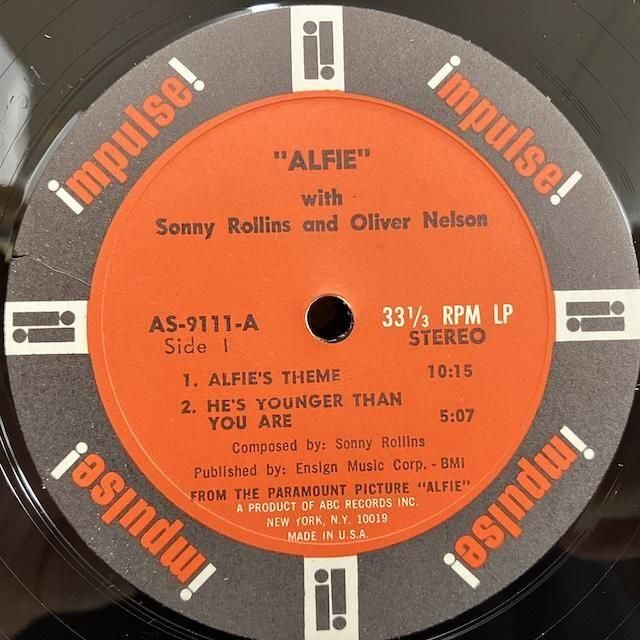 impulse!
impulse!
"ALFIE"
with
Sonny Rollins and Oliver Nelson
AS-9111-A
Side 1
33 1/3 RPM LP
STEREO
1. ALFIE'S THEME 10:15
2. HE'S YOUNGER THAN
YOU ARE 5:07
Composed by: Sonny Rollins
Published by: Ensign Music Corp. - BMI
FROM THE PARAMOUNT PICTURE "ALFIE"
A PRODUCT OF ABC RECORDS INC.
NEW YORK, N.Y. 10019
MADE IN U.S.A.
impulse!
impulse!